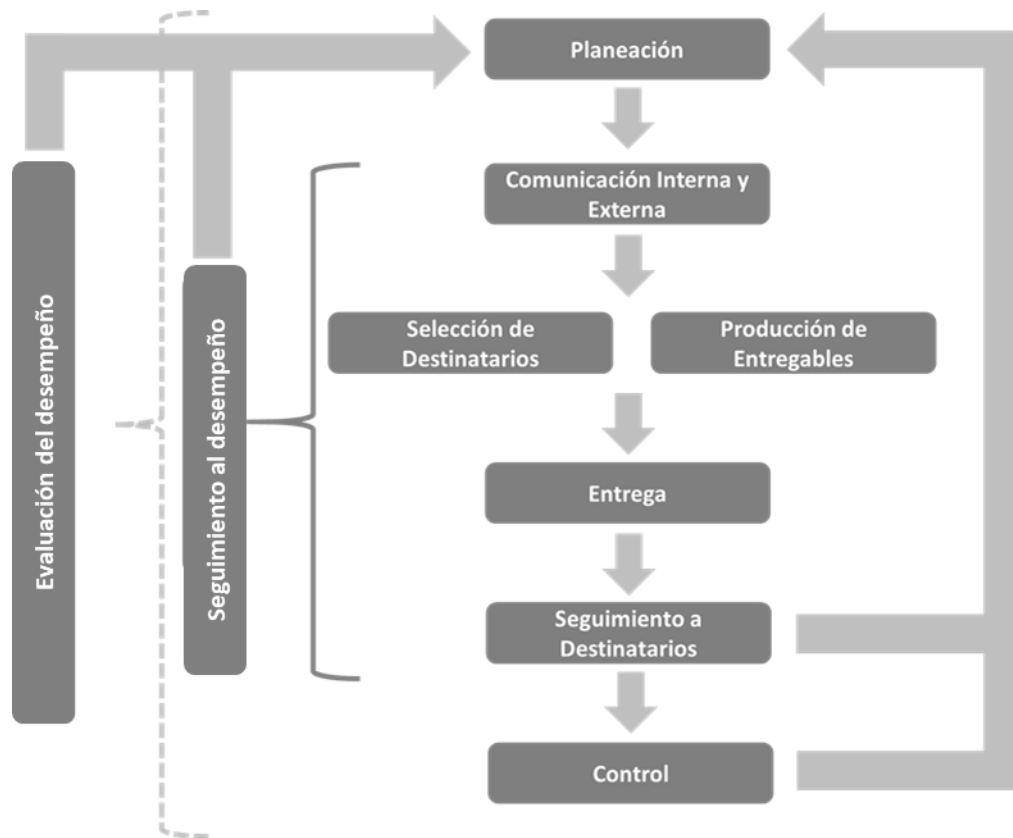 Planeación
Comunicación Interna y
Externa
Selección de
Destinatarios
Producción de
Entregables
Entrega
Seguimiento a
Destinatarios
Control
Seguimiento al desempeño
Evaluación del desempeño